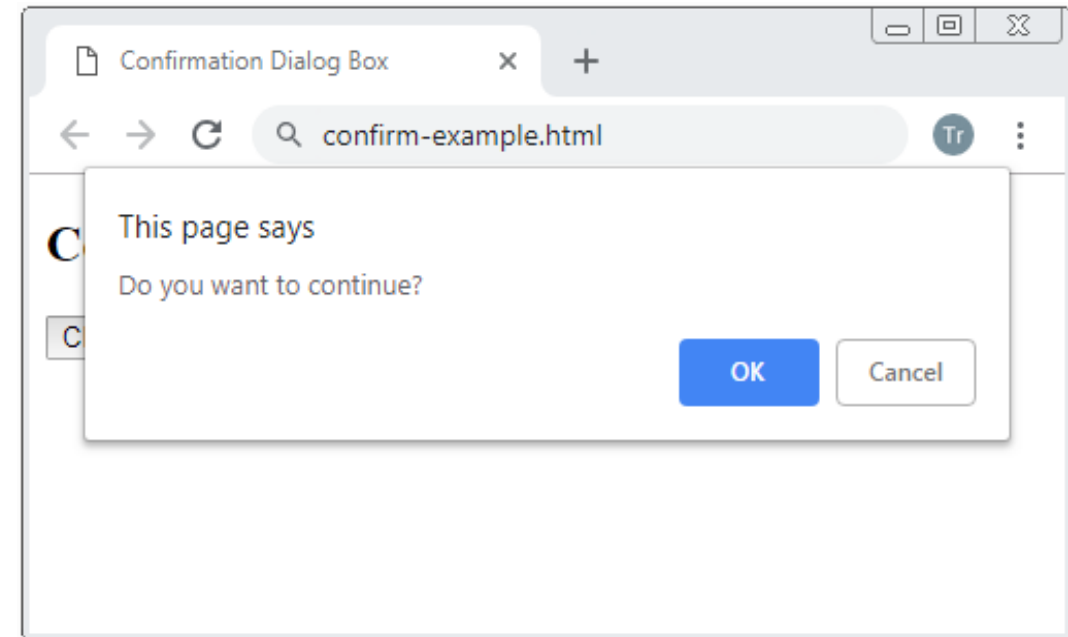 Confirmation Dialog Box
confirm-example.html
Tr
This page says
Do you want to continue?
OK
Cancel